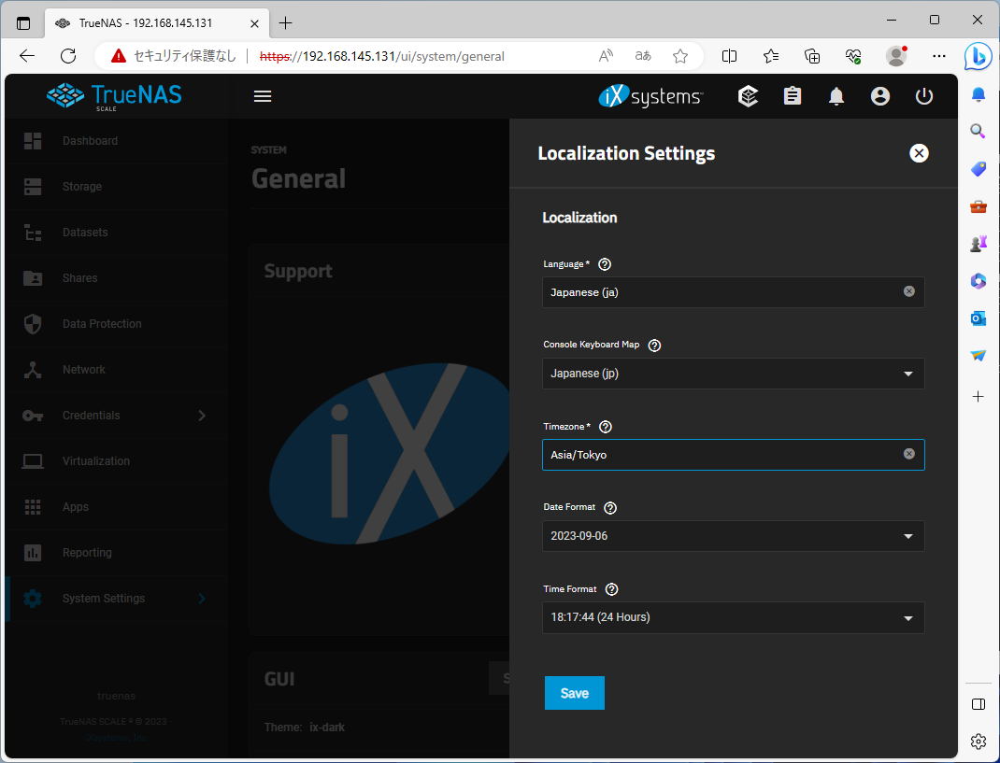 TrueNAS - 192.168.145.131
セキュリティ保護なし
https://192.168.145.131/ui/system/general
あぁ
TrueNAS
SCALE
iXsystems
Dashboard
Storage
Datasets
Shares
Data Protection
Network
Credentials
Virtualization
Apps
Reporting
System Settings
truenas
TrueNAS SCALE ® © 2023
iXsystems, Inc
SYSTEM
General
Support
iX
GUI
S
Theme: ix-dark
Localization Settings
Localization
Language *
Japanese (ja)
Console Keyboard Map
Japanese (jp)
Timezone *
Asia/Tokyo
Date Format
2023-09-06
Time Format
18:17:44 (24 Hours)
Save